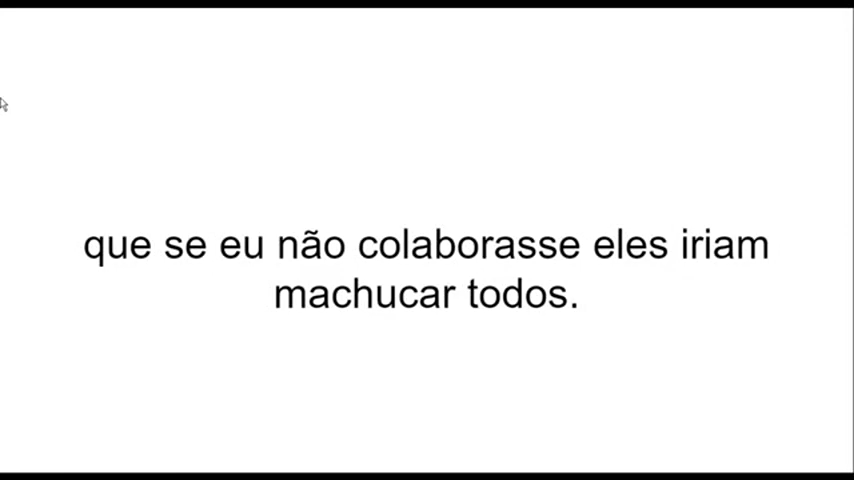 que se eu não colaborasse eles iriam
machucar todos.